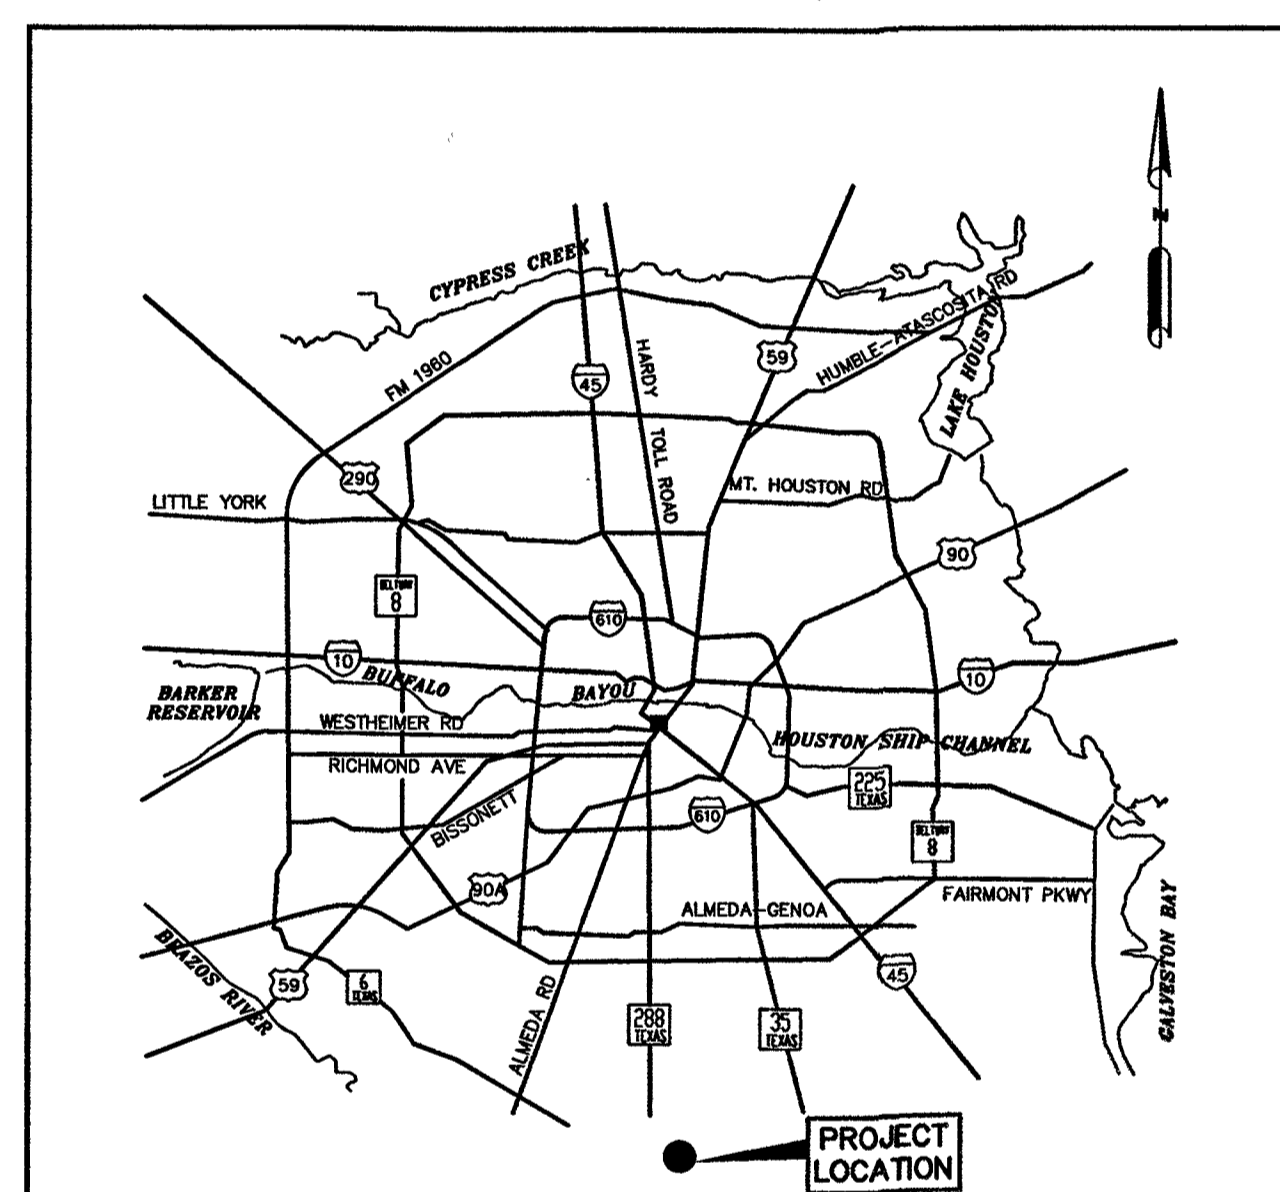 N
CYPRESS CREEK
HUMBLE-ATASCOSITA RD
59
HARDY TOLL ROAD
FM 1960
45
LAKE HOUSTON
290
MT. HOUSTON RD
LITTLE YORK
90
BELTWAY
8
610
10
10
BUFFALO BAYOU
BARKER
RESERVOIR
WESTHEIMER RD
HOUSTON SHIP CHANNEL
RICHMOND AVE
225
TEXAS
BISSONETT
610
BELTWAY
8
90A
FAIRMONT PKWY
ALMEDA-GENOA
GALVESTON BAY
BRAZOS RIVER
59
6
TEXAS
45
ALMEDA RD
288
TEXAS
35
TEXAS
PROJECT
LOCATION